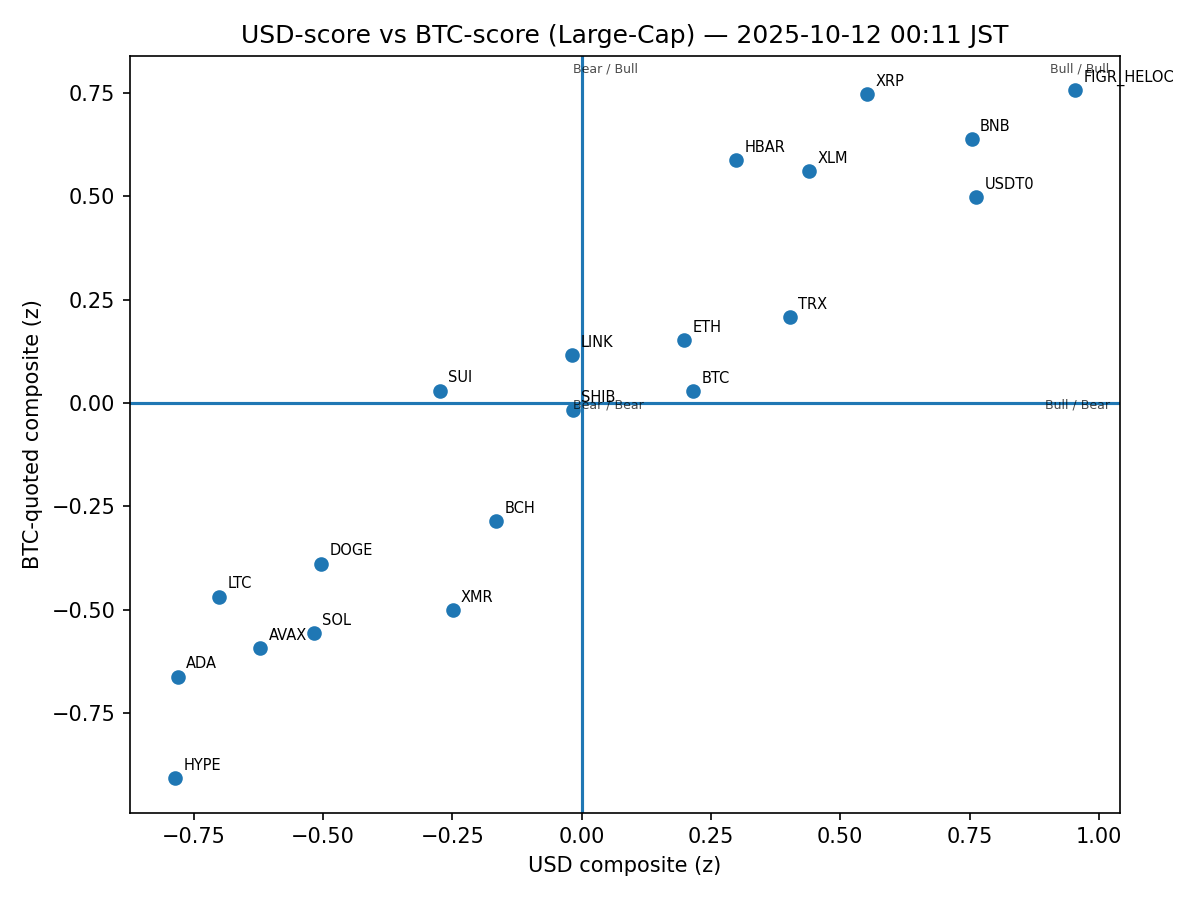 USD-score vs BTC-score (Large-Cap) — 2025-10-12 00:11 JST
Bear / Bull
Bull / Bull
FIGR_HELOC
XRP
BNB
HBAR
XLM
USDT0
TRX
ETH
LINK
BTC
SUI
SHIB
Bear / Bear
Bull / Bear
BCH
DOGE
LTC
XMR
SOL
AVAX
ADA
HYPE
0.75
0.50
0.25
0.00
−0.25
−0.50
−0.75
BTC-quoted composite (z)
−0.75
−0.50
−0.25
0.00
0.25
0.50
0.75
1.00
USD composite (z)